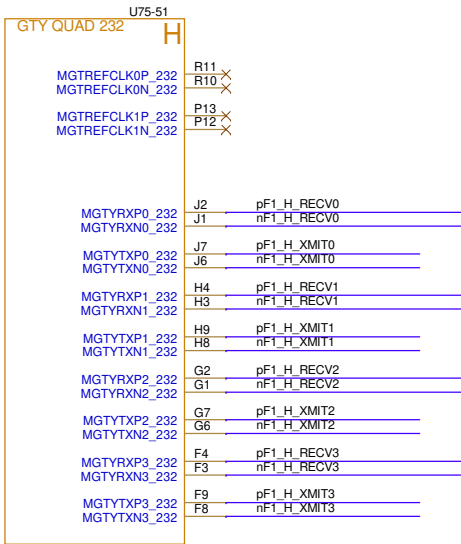 U75-51
GTY QUAD 232
H
MGTREFCLK0P_232 R11
MGTREFCLK0N_232 R10
MGTREFCLK1P_232 P13
MGTREFCLK1N_232 P12
MGTYRXP0_232 J2 pF1_H_RECV0
MGTYRXN0_232 J1 nF1_H_RECV0
MGTYTXP0_232 J7 pF1_H_XMIT0
MGTYTXN0_232 J6 nF1_H_XMIT0
MGTYRXP1_232 H4 pF1_H_RECV1
MGTYRXN1_232 H3 nF1_H_RECV1
MGTYTXP1_232 H9 pF1_H_XMIT1
MGTYTXN1_232 H8 nF1_H_XMIT1
MGTYRXP2_232 G2 pF1_H_RECV2
MGTYRXN2_232 G1 nF1_H_RECV2
MGTYTXP2_232 G7 pF1_H_XMIT2
MGTYTXN2_232 G6 nF1_H_XMIT2
MGTYRXP3_232 F4 pF1_H_RECV3
MGTYRXN3_232 F3 nF1_H_RECV3
MGTYTXP3_232 F9 pF1_H_XMIT3
MGTYTXN3_232 F8 nF1_H_XMIT3